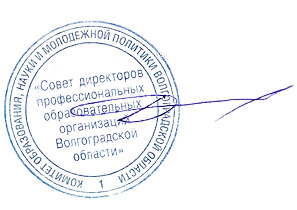 КОМИТЕТ ОБРАЗОВАНИЯ, НАУКИ И МОЛОДЕЖНОЙ ПОЛИТИКИ ВОЛГОГРАДСКОЙ ОБЛАСТИ
«Совет директоров
профессиональных
образовательных
организаций
Волгоградской
области»
1